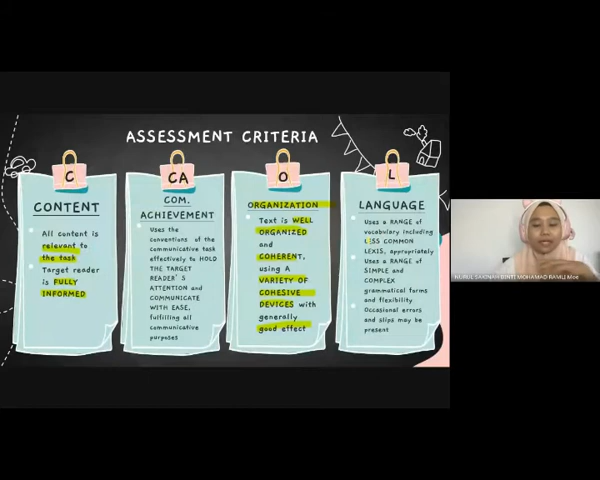 ASSESSMENT CRITERIA
C
CONTENT
All content is
relevant to
the task
Target reader
is FULLY
INFORMED
CA
COM.
ACHIEVEMENT
Uses the
conventions of the
communicative task
effectively to HOLD
THE TARGET
READER'S
ATTENTION and
COMMUNICATE
WITH EASE,
fulfilling all
communicative
purposes
O
ORGANIZATION
Text is WELL
ORGANIZED
and
COHERENT,
using A
VARIETY OF
COHESIVE
DEVICES with
generally
good effect
L
LANGUAGE
Uses a RANGE of
vocabulary including
LESS COMMON
LEXIS, appropriately
Uses a RANGE of
SIMPLE and
COMPLEX
grammatical forms
and flexibility
Occasional errors
and slips may be
present
BINTI MOHAMAD RAMLI Moe